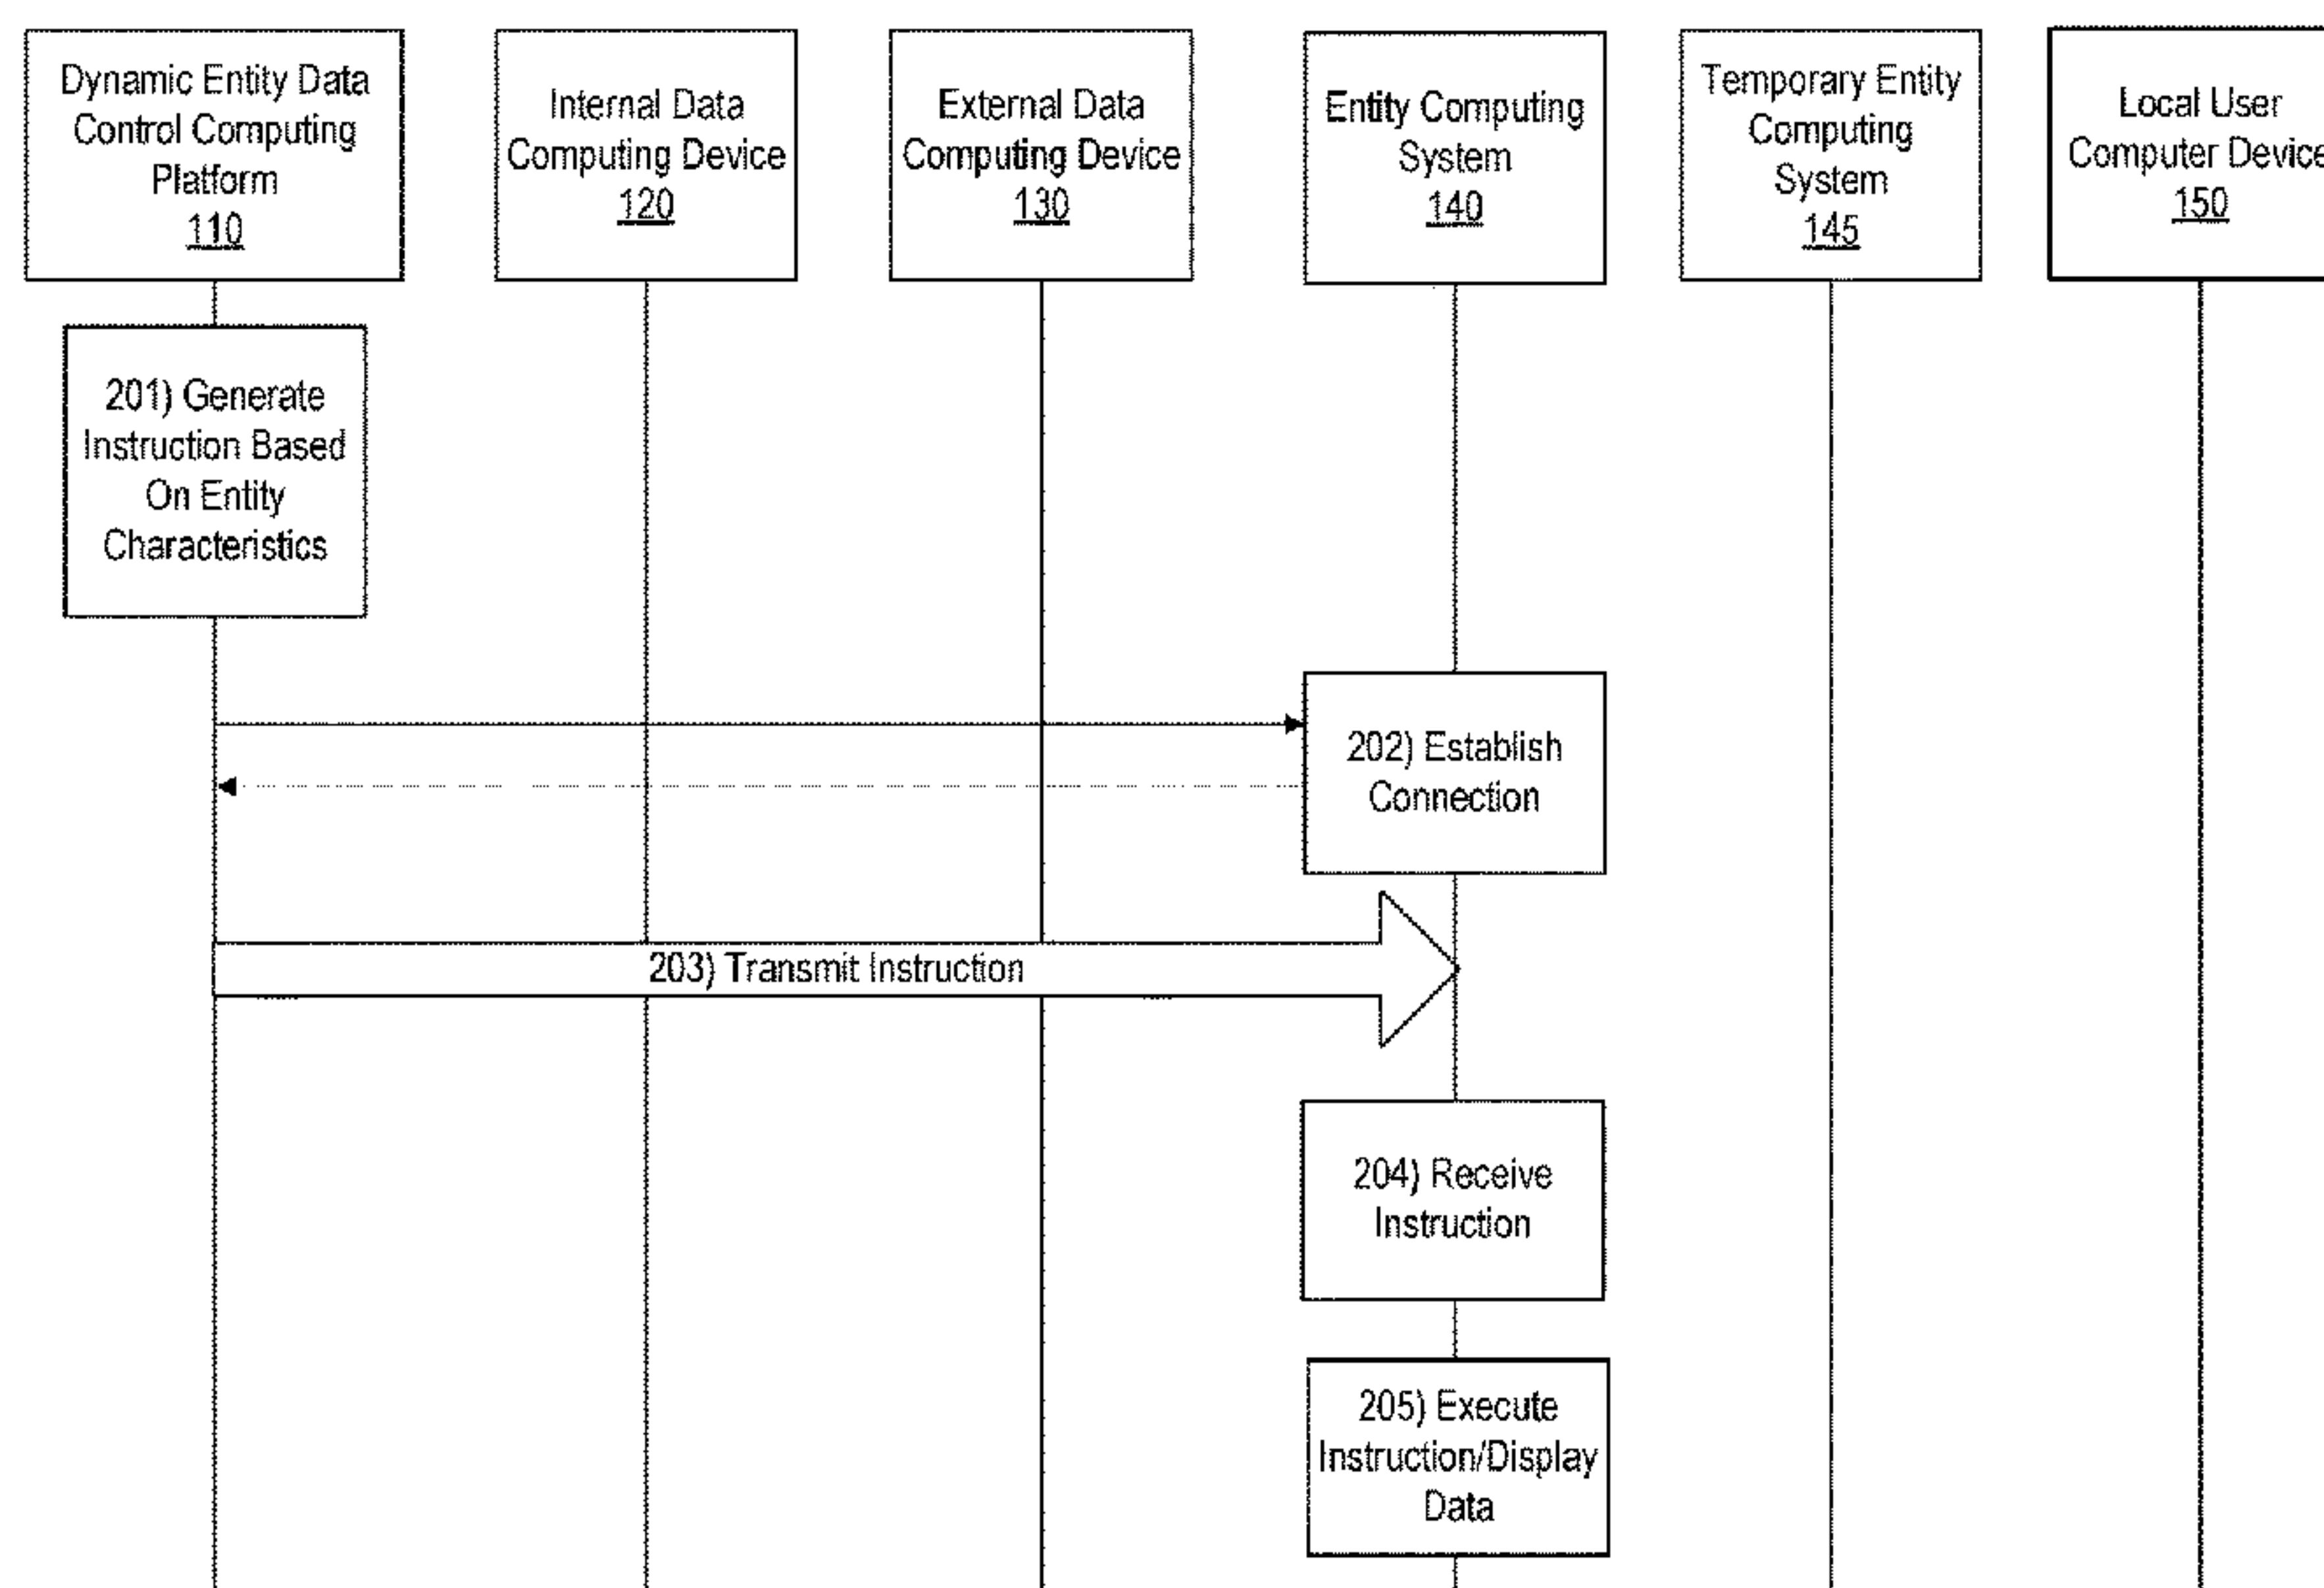 Dynamic Entity Data
Control Computing
Platform
110
Internal Data
Computing Device
120
External Data
Computing Device
130
Entity Computing
System
140
Temporary Entity
Computing
System
145
Local User
Computer Device
150
201) Generate
Instruction Based
On Entity
Characteristics
202) Establish
Connection
203) Transmit Instruction
204) Receive
Instruction
205) Execute
Instruction/Display
Data